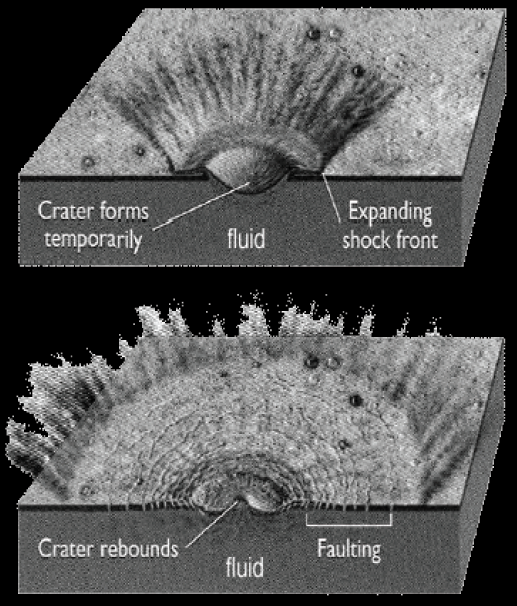 Crater forms
temporarily
fluid
Expanding
shock front
Crater rebounds
fluid
Faulting